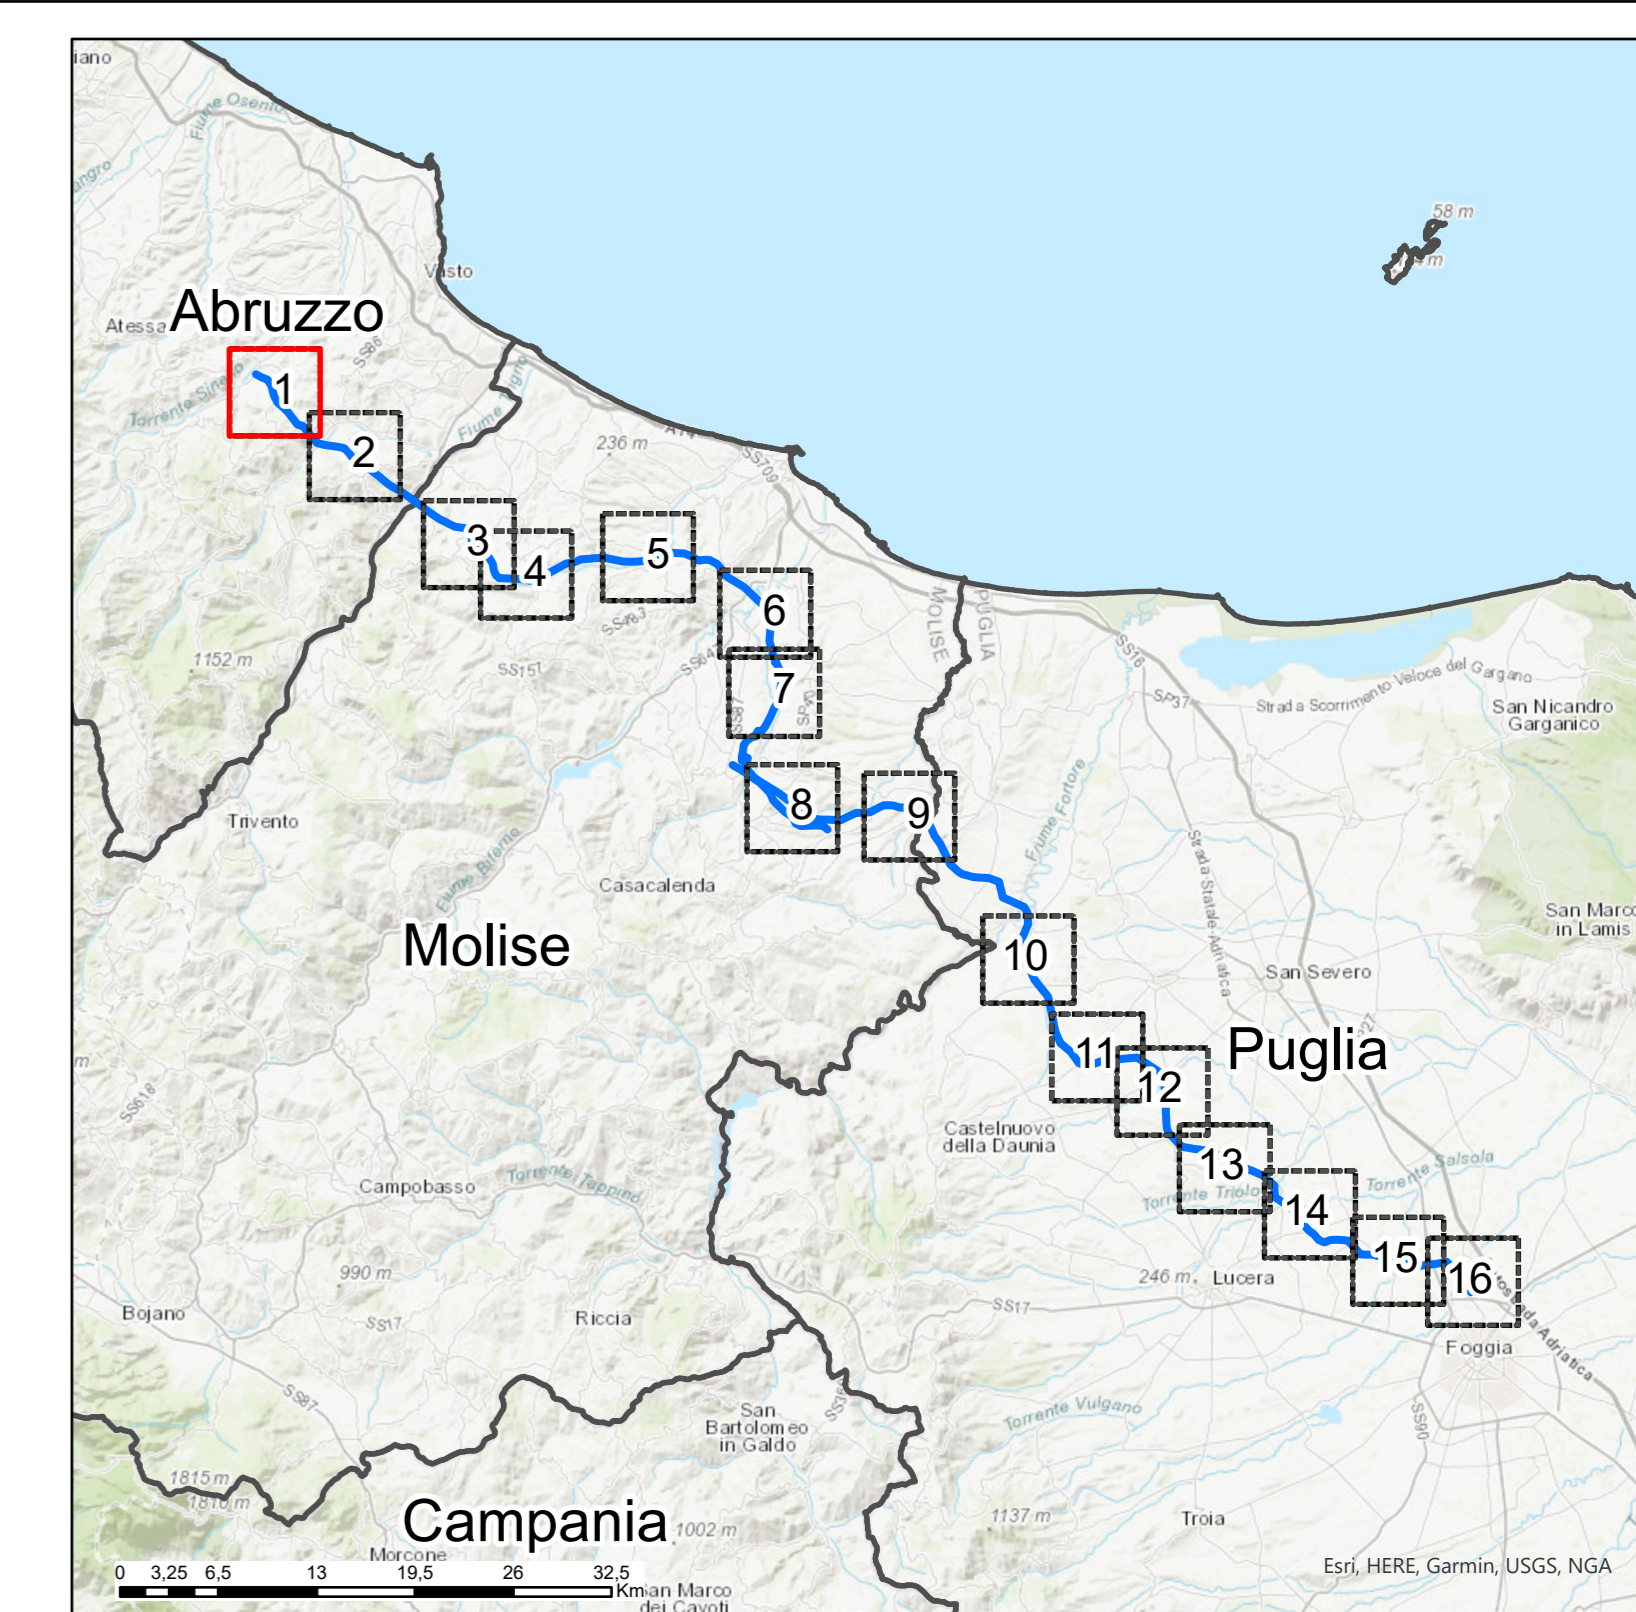 iano
Fiume Osento
angro
58 m
Vasto
Abruzzo
Atessa
SS86
1
Torrente Sinello
Fiume Trigno
2
236 m
A14
SS709
3
4
5
6
SS483
MOLISE
PUGLIA
SS16
1152 m
SS157
SS647
7
SS87
SP40
SP37
Strada Scorrimento Veloce del Gargano
San Nicandro
Garganico
8
9
Trivento
Fiume Biferno
Fiume Fortore
Strada Statale Adriatica
Casacalenda
San Marco
in Lamis
Molise
10
San Severo
m
11
Puglia
12
SS618
Castelnuovo
della Daunia
13
Torrente Salsola
Campobasso
Torrente Tappino
Torrente Triolo
14
15
16
990 m
246 m
Lucera
Bojano
SS17
Riccia
SS17
Foggia
SS87
San
Bartolomeo
in Galdo
Torrente Vulgano
SS90
1815 m
1810 m
Campania
1002 m
1137 m
Troia
Morcone
0 3,25 6,5 13 19,5 26 32,5
Km
San Marco
dei Cavoti
Esri, HERE, Garmin, USGS, NGA